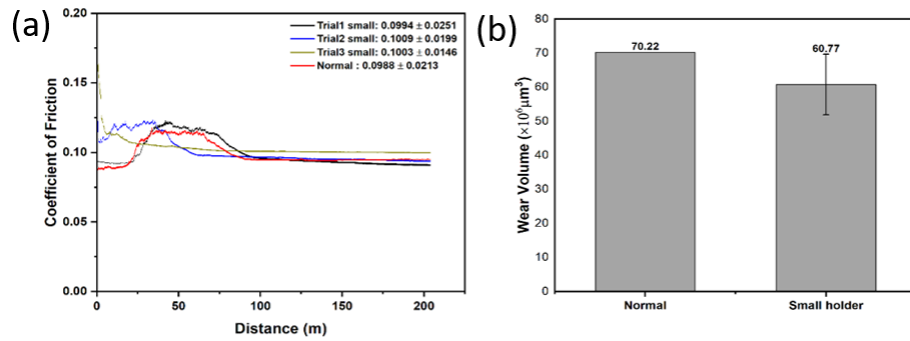 (a)
Trial1 small: 0.0994 ± 0.0251
Trial2 small: 0.1009 ± 0.0199
Trial3 small: 0.1003 ± 0.0146
Normal : 0.0988 ± 0.0213
0.20
0.15
0.10
0.05
0.00
Coefficient of Friction
0 50 100 150 200
Distance (m)
(b)
80
70
60
50
40
30
20
10
0
Wear Volume (×10⁶μm³)
70.22
60.77
Normal Small holder